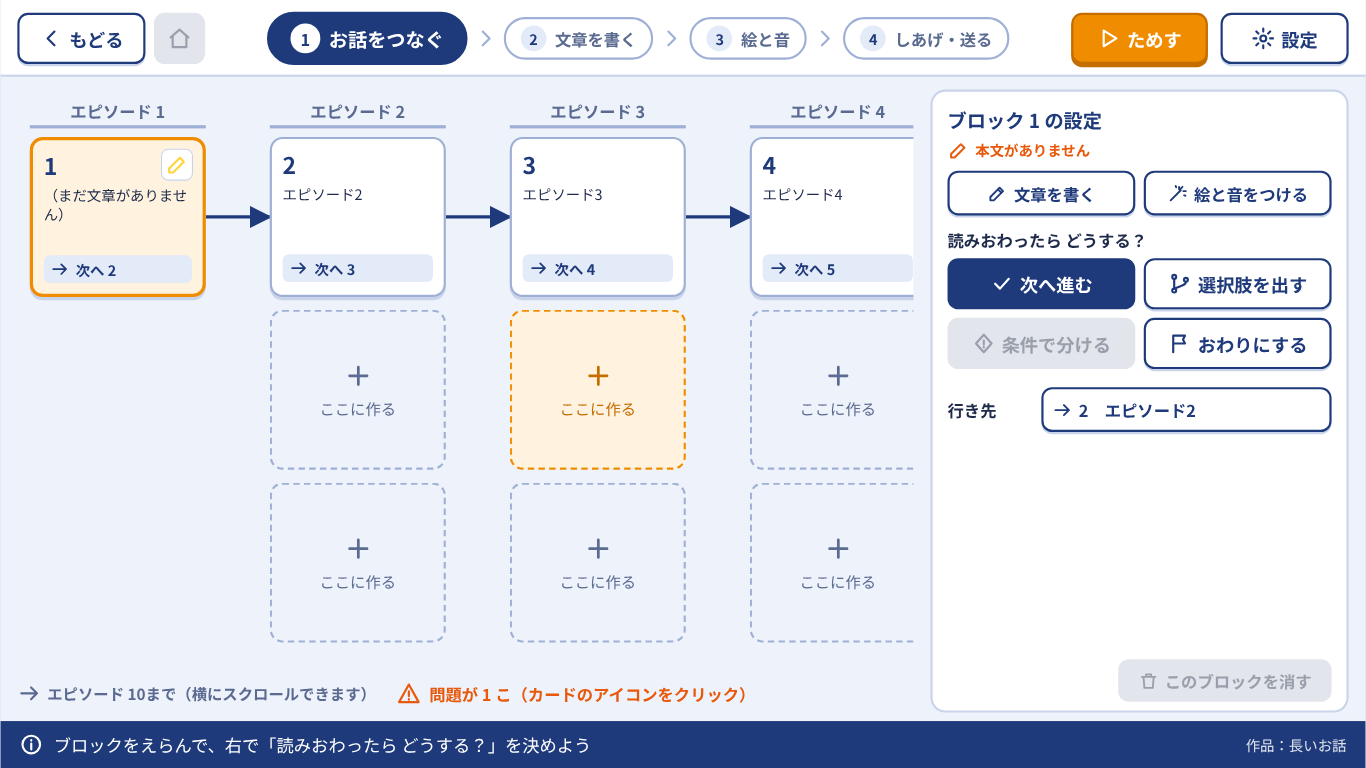 もどる
1 お話をつなぐ
2 文章を書く
3 絵と音
4 しあげ・送る
ためす
設定
エピソード 1
エピソード 2
エピソード 3
エピソード 4
1
（まだ文章がありませ
ん）
次へ 2
2
エピソード2
次へ 3
3
エピソード3
次へ 4
4
エピソード4
次へ 5
ここに作る
ここに作る
ここに作る
ここに作る
ここに作る
ここに作る
エピソード 10まで（横にスクロールできます）
問題が 1 こ（カードのアイコンをクリック）
ブロック 1 の設定
本文がありません
文章を書く
絵と音をつける
読みおわったら どうする？
次へ進む
選択肢を出す
条件で分ける
おわりにする
行き先
2 エピソード2
このブロックを消す
ブロックをえらんで、右で「読みおわったら どうする？」を決めよう
作品：長いお話